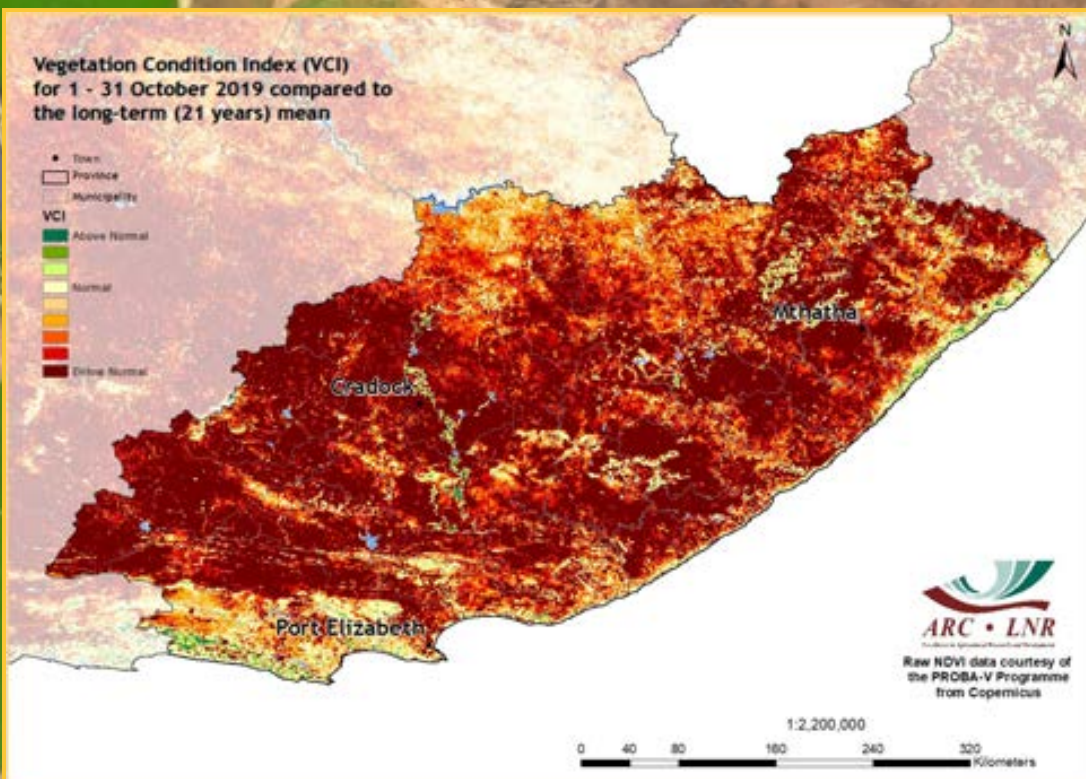 Vegetation Condition Index (VCI)
for 1 - 31 October 2019 compared to
the long-term (21 years) mean
N
Town
Province
Municipality
VCI
Above Normal
Normal
Below Normal
Mthatha
Cradock
Port Elizabeth
ARC • LNR
Raw NDVI data courtesy of
the PROBA-V Programme
from Copernicus
1:2,200,000
0 40 80 160 240 320
Kilometers